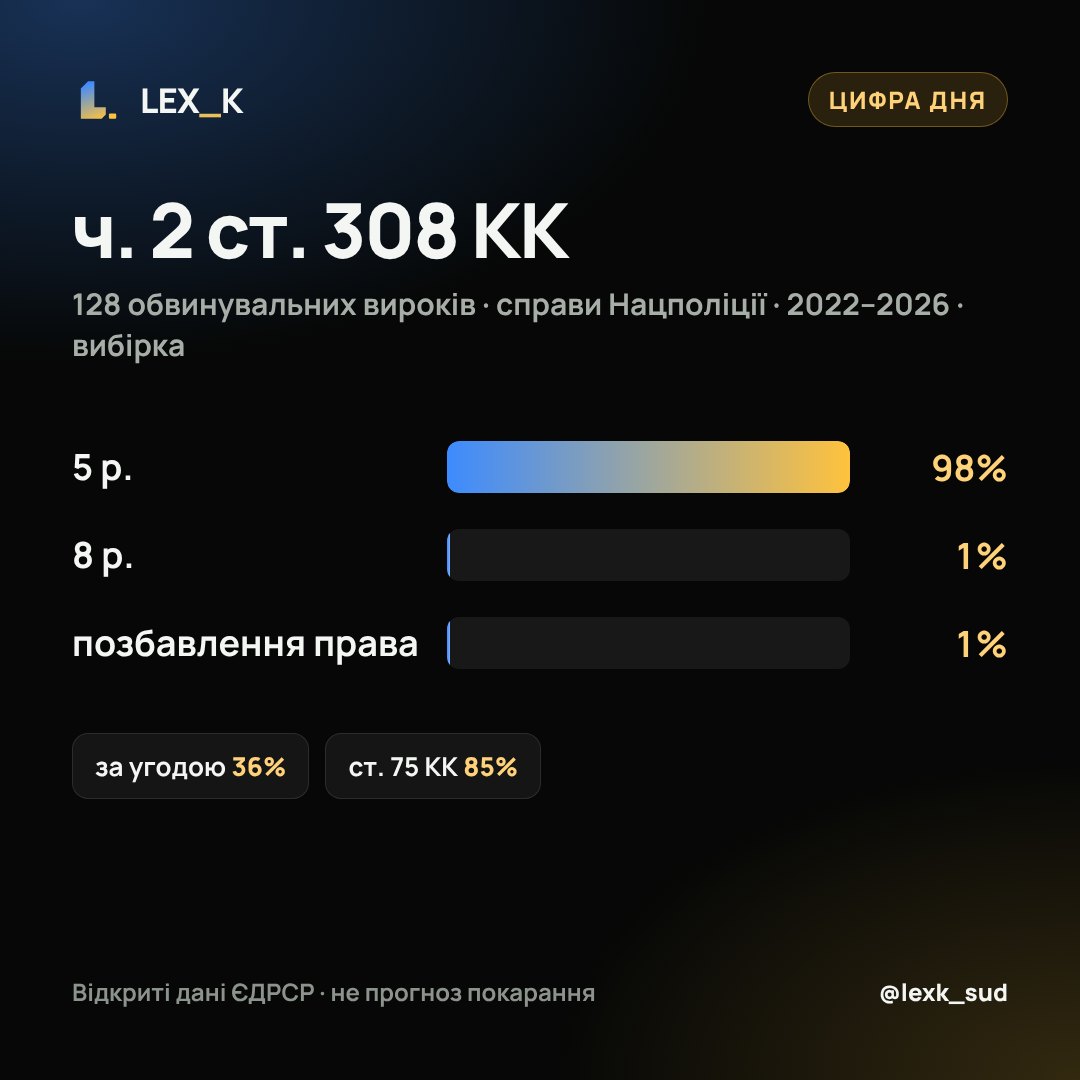 LEX_K
ЦИФРА ДНЯ
ч. 2 ст. 308 КК
128 обвинувальних вироків · справи Нацполіції · 2022–2026 ·
вибірка
5 р. 98%
8 р. 1%
позбавлення права 1%
за угодою 36%
ст. 75 КК 85%
Відкриті дані ЄДРСР · не прогноз покарання
@lexk_sud